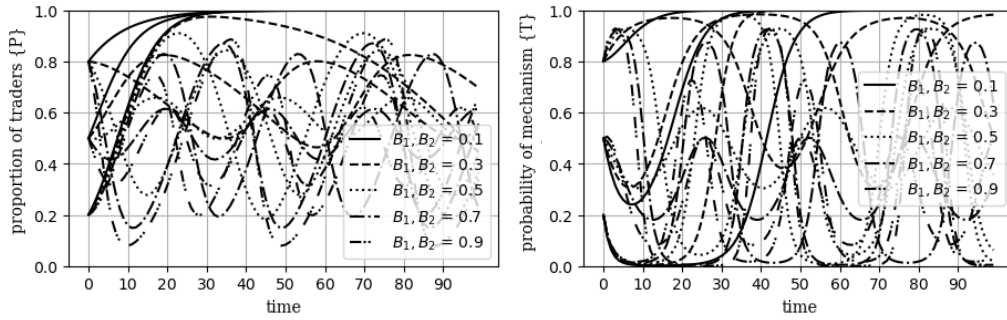 proportion of traders {P}
1.0
0.8
0.6
0.4
0.2
0.0
0 10 20 30 40 50 60 70 80 90
time
B₁, B₂ = 0.1
B₁, B₂ = 0.3
B₁, B₂ = 0.5
B₁, B₂ = 0.7
B₁, B₂ = 0.9
probability of mechanism {T}
1.0
0.8
0.6
0.4
0.2
0.0
0 10 20 30 40 50 60 70 80 90
time
B₁, B₂ = 0.1
B₁, B₂ = 0.3
B₁, B₂ = 0.5
B₁, B₂ = 0.7
B₁, B₂ = 0.9